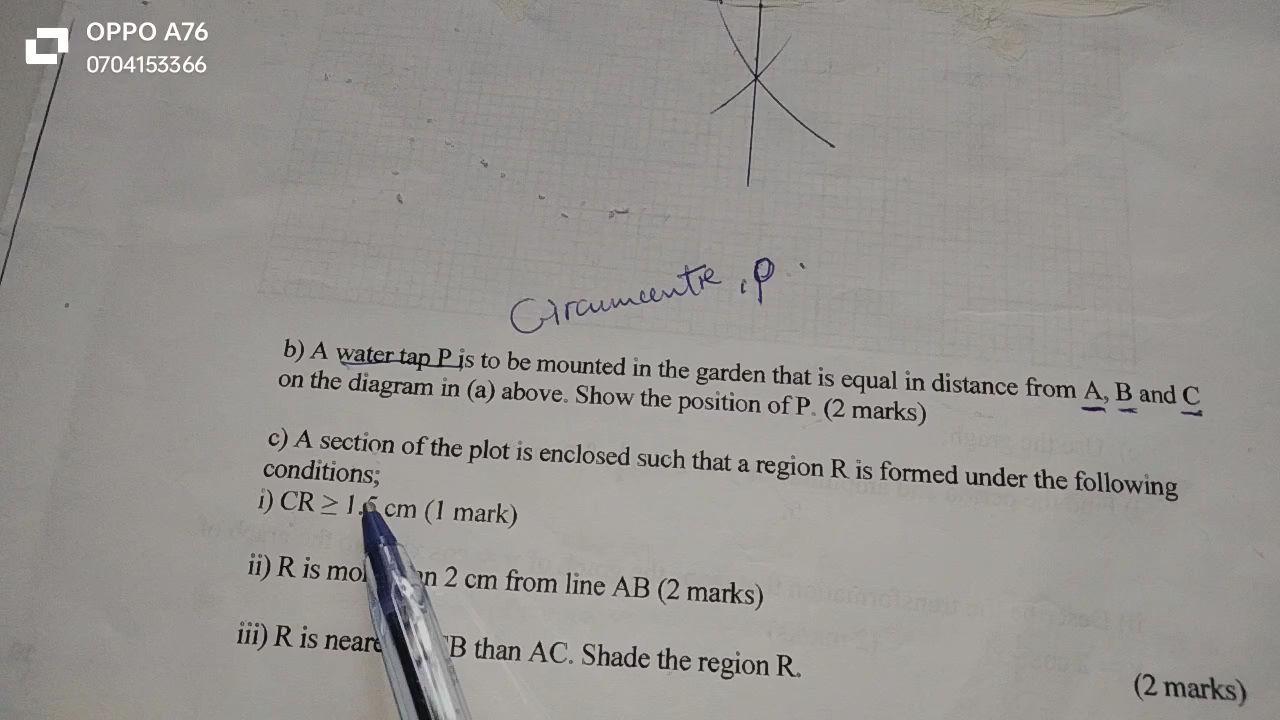 OPPO A76
0704153366
Circumcentre, P.
b) A water tap P is to be mounted in the garden that is equal in distance from A, B and C
on the diagram in (a) above. Show the position of P. (2 marks)
c) A section of the plot is enclosed such that a region R is formed under the following
conditions;
i) CR ≥ 1.5 cm (1 mark)
ii) R is 2 cm from line AB (2 marks)
iii) R is than AC. Shade the region R.
(2 marks)